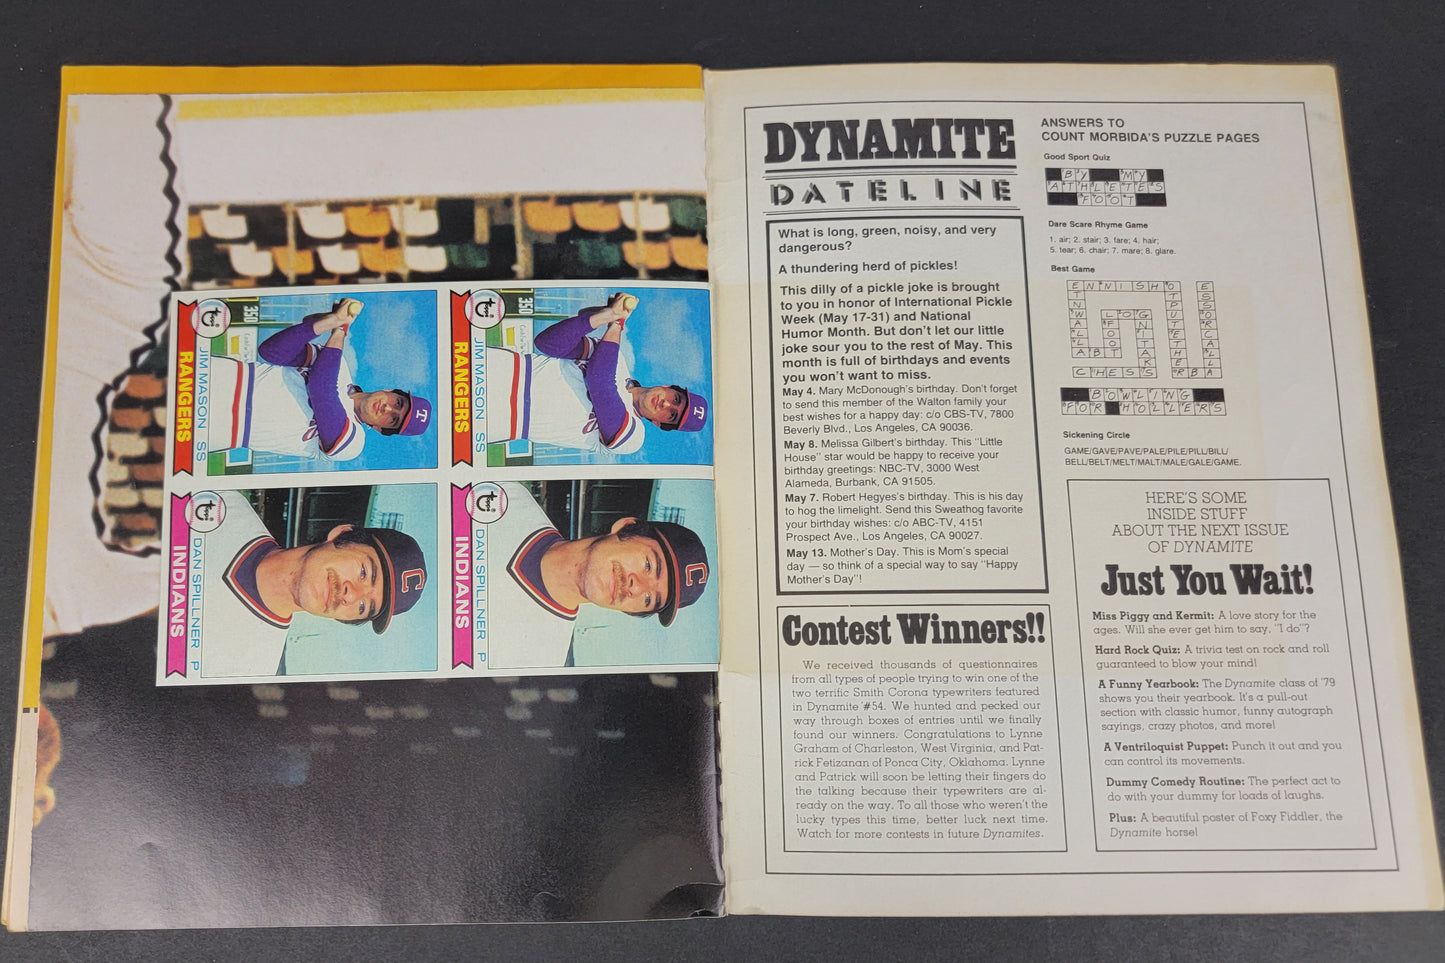 Topps
JIM MASON SS
RANGERS
350
Topps
JIM MASON SS
RANGERS
350
T
T
Topps
DAN SPILLNER P
INDIANS
C
Topps
DAN SPILLNER P
INDIANS
C
DYNAMITE
DATELINE
What is long, green, noisy, and very
dangerous?
A thundering herd of pickles!
This dilly of a pickle joke is brought
to you in honor of International Pickle
Week (May 17-31) and National
Humor Month. But don't let our little
joke sour you to the rest of May. This
month is full of birthdays and events
you won't want to miss.
May 4. Mary McDonough's birthday. Don't forget
to send this member of the Walton family your
best wishes for a happy day: c/o CBS-TV, 7800
Beverly Blvd., Los Angeles, CA 90036.
May 8. Melissa Gilbert's birthday. This "Little
House" star would be happy to receive your
birthday greetings: NBC-TV, 3000 West
Alameda, Burbank, CA 91505.
May 7. Robert Hegyes's birthday. This is his day
to hog the limelight. Send this Sweathog favorite
your birthday wishes: c/o ABC-TV, 4151
Prospect Ave., Los Angeles, CA 90027.
May 13. Mother's Day. This is Mom's special
day — so think of a special way to say "Happy
Mother's Day"!
Contest Winners!!
We received thousands of questionnaires
from all types of people trying to win one of the
two terrific Smith Corona typewriters featured
in Dynamite #54. We hunted and pecked our
way through boxes of entries until we finally
found our winners. Congratulations to Lynne
Graham of Charleston, West Virginia, and Pat-
rick Fetizanan of Ponca City, Oklahoma. Lynne
and Patrick will soon be letting their fingers do
the talking because their typewriters are al-
ready on the way. To all those who weren't the
lucky types this time, better luck next time.
Watch for more contests in future Dynamites.
ANSWERS TO
COUNT MORBIDA'S PUZZLE PAGES
Good Sport Quiz
BY MY
ATHLETES
FOOT
Dare Scare Rhyme Game
1. air; 2. stair; 3. fare; 4. hair;
5. tear; 6. chair; 7. mare; 8. glare.
Best Game
BOWLING
FOR HOLLERS
Sickening Circle
GAME/GAVE/PAVE/PALE/PILE/PILL/BILL/
BELL/BELT/MELT/MALT/MALE/GALE/GAME.
HERE'S SOME
INSIDE STUFF
ABOUT THE NEXT ISSUE
OF DYNAMITE
Just You Wait!
Miss Piggy and Kermit: A love story for the
ages. Will she ever get him to say, "I do"?
Hard Rock Quiz: A trivia test on rock and roll
guaranteed to blow your mind!
A Funny Yearbook: The Dynamite class of '79
shows you their yearbook. It's a pull-out
section with classic humor, funny autograph
sayings, crazy photos, and more!
A Ventriloquist Puppet: Punch it out and you
can control its movements.
Dummy Comedy Routine: The perfect act to
do with your dummy for loads of laughs.
Plus: A beautiful poster of Foxy Fiddler, the
Dynamite horse!